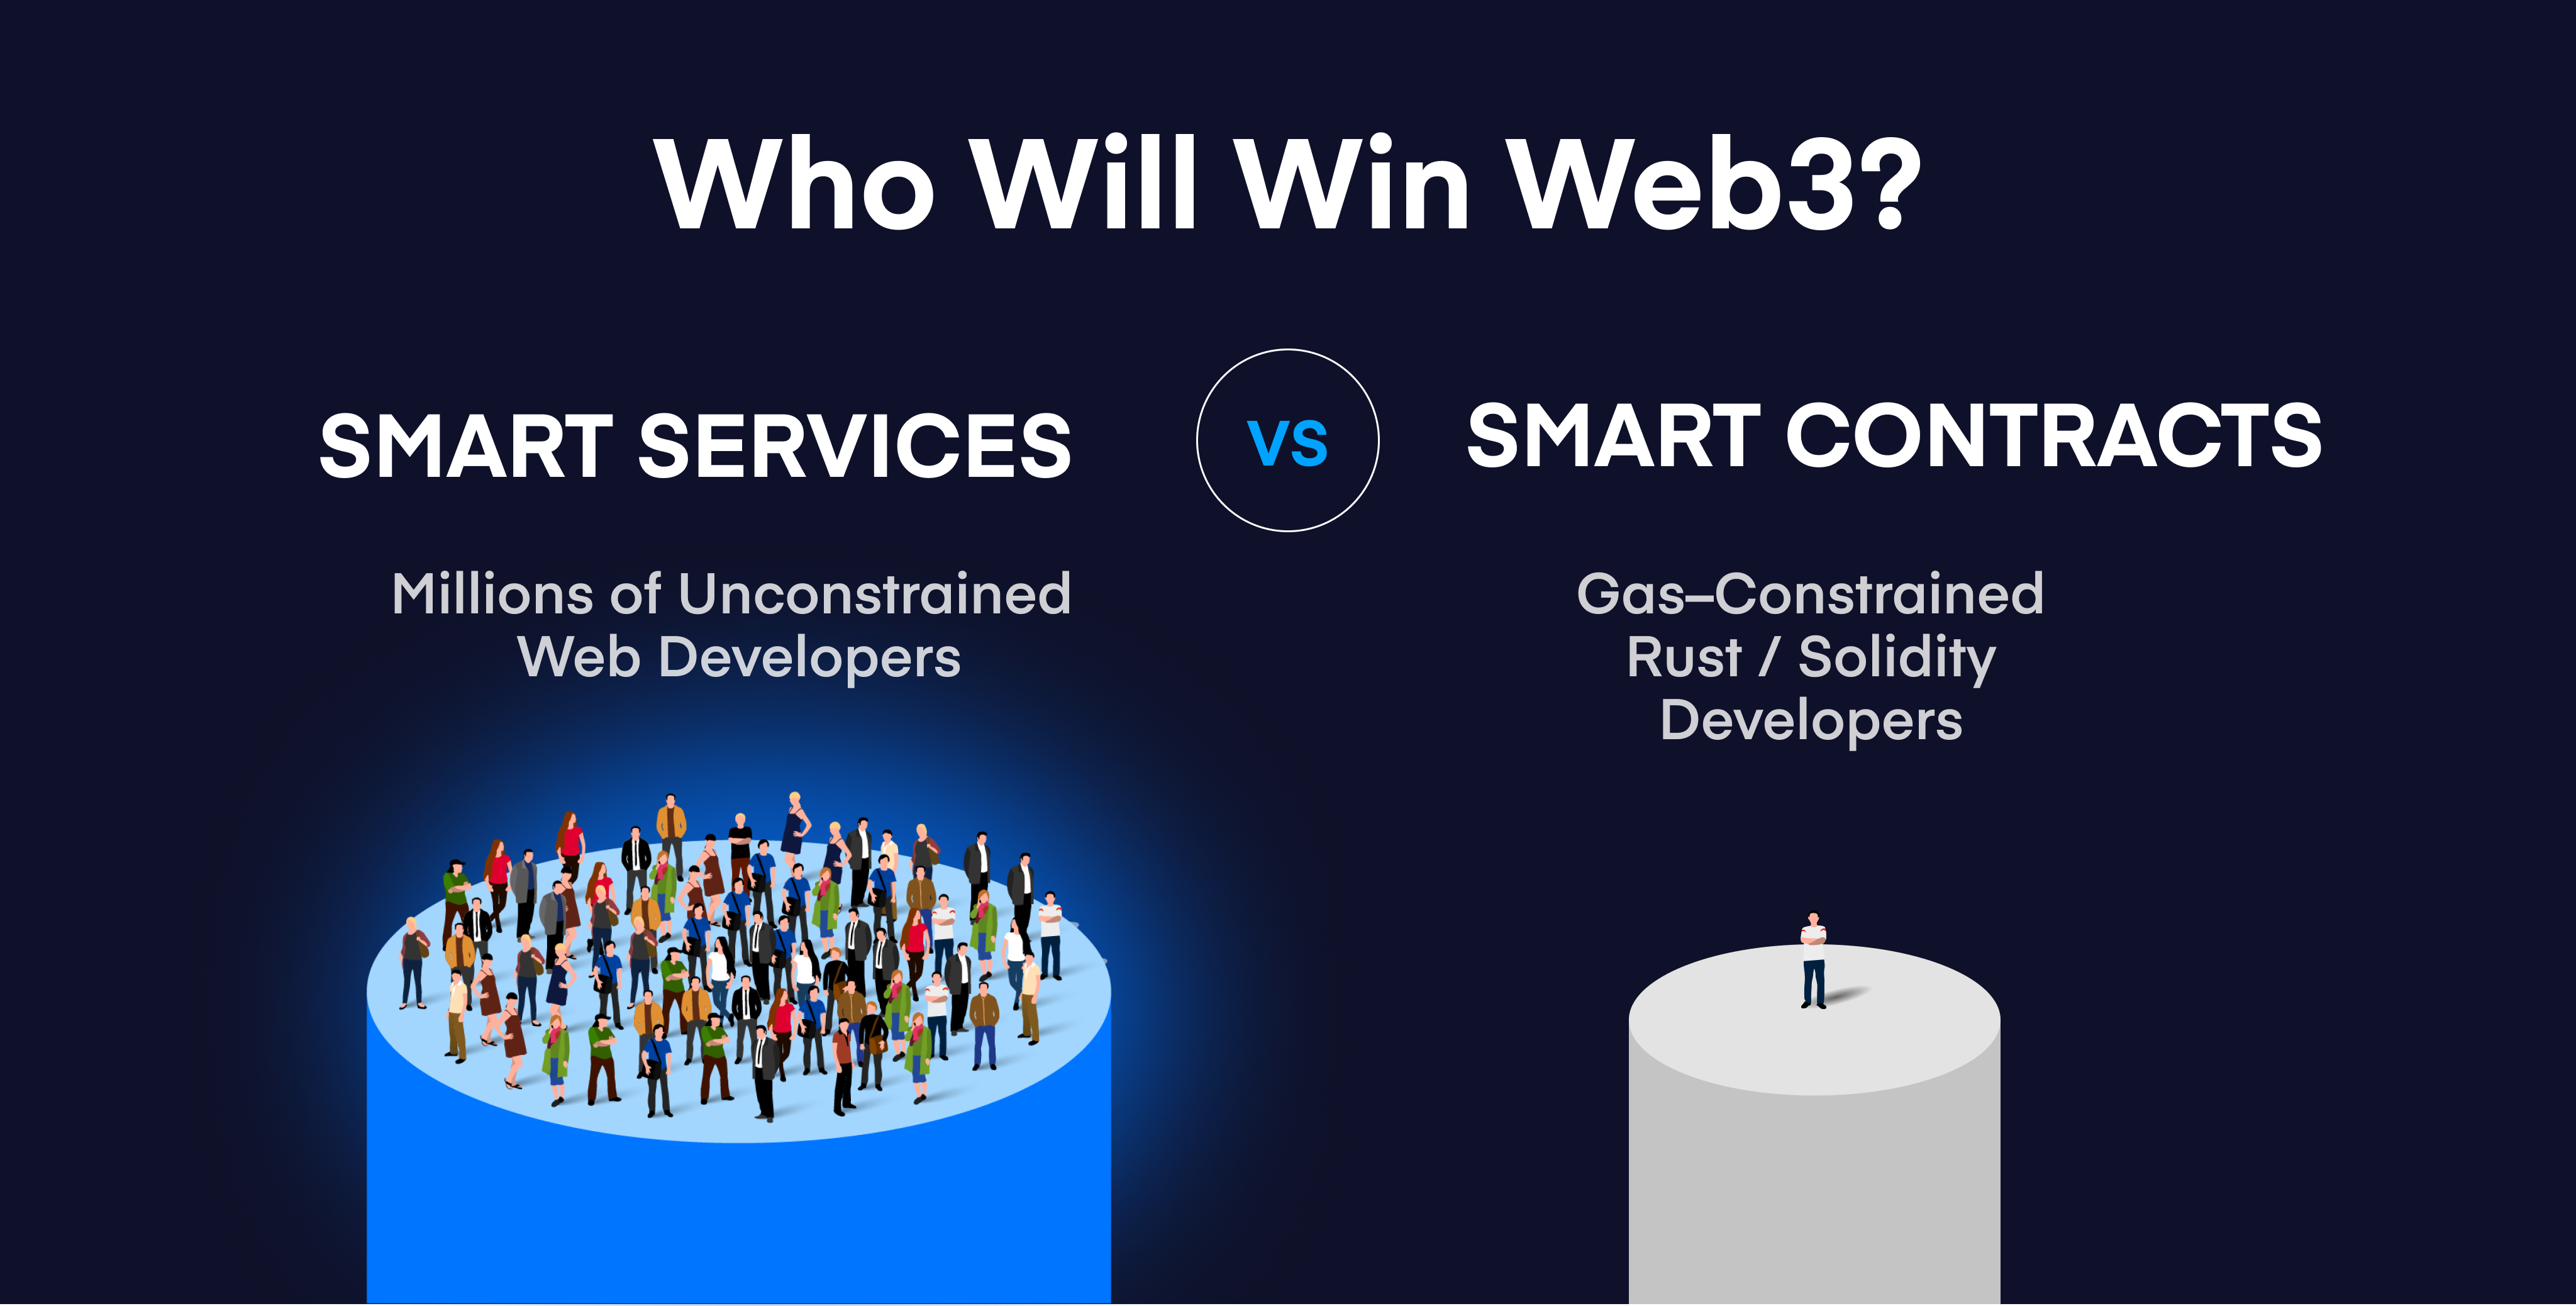 Who Will Win Web3?
SMART SERVICES
VS
SMART CONTRACTS
Millions of Unconstrained
Web Developers
Gas–Constrained
Rust / Solidity
Developers